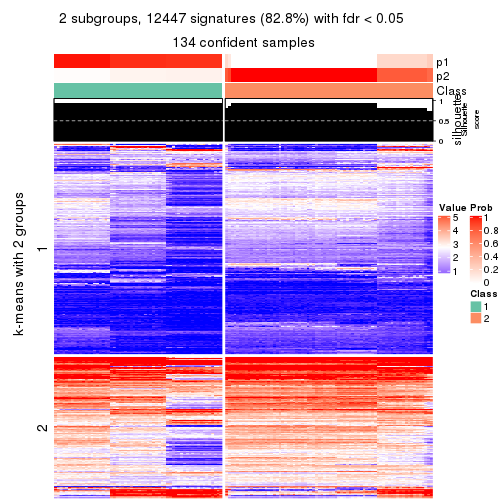 2 subgroups, 12447 signatures (82.8%) with fdr < 0.05
134 confident samples
p1
p2
Class
1
0.5
0
silhouette
Silhouette
score
k-means with 2 groups
1
2
Value
5
4
3
2
1
Prob
1
0.8
0.6
0.4
0.2
0
Class
1
2